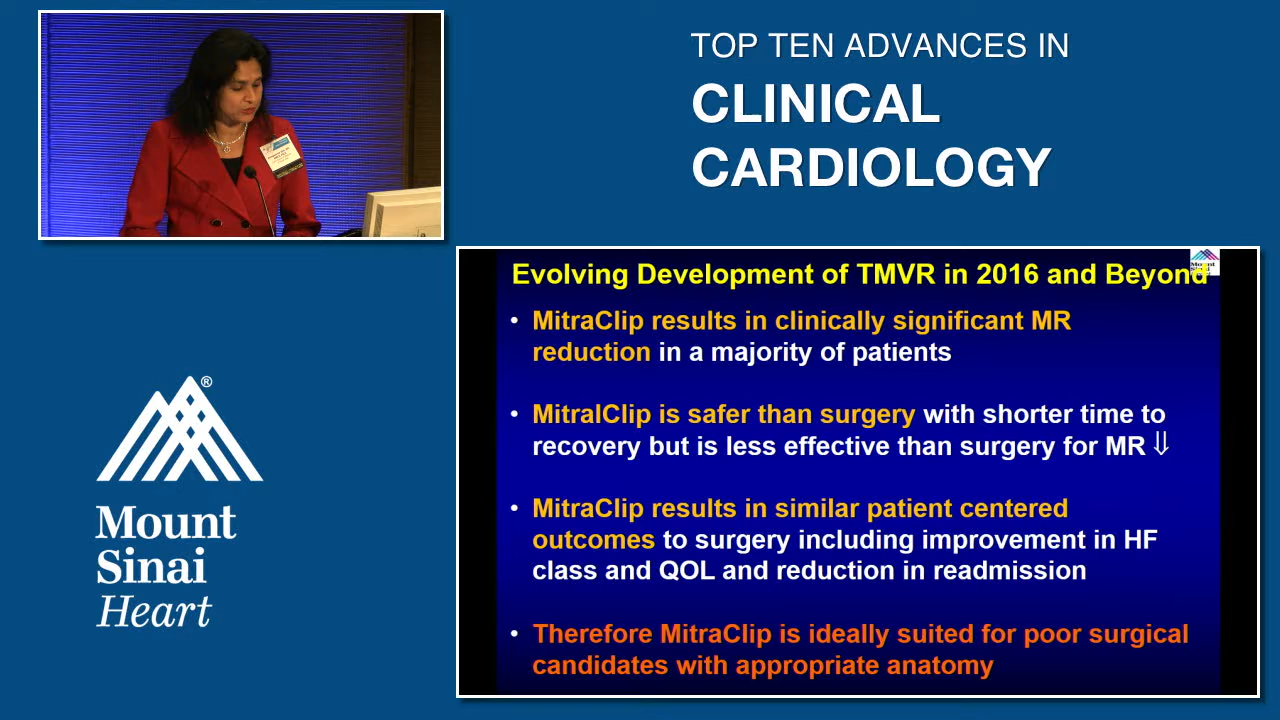 TOP TEN ADVANCES IN
CLINICAL
CARDIOLOGY
Evolving Development of TMVR in 2016 and Beyond
Mount
Sinai
• MitraClip results in clinically significant MR
reduction in a majority of patients
• MitralClip is safer than surgery with shorter time to
recovery but is less effective than surgery for MR ⇓
• MitraClip results in similar patient centered
outcomes to surgery including improvement in HF
class and QOL and reduction in readmission
• Therefore MitraClip is ideally suited for poor surgical
candidates with appropriate anatomy
®
Mount
Sinai
Heart